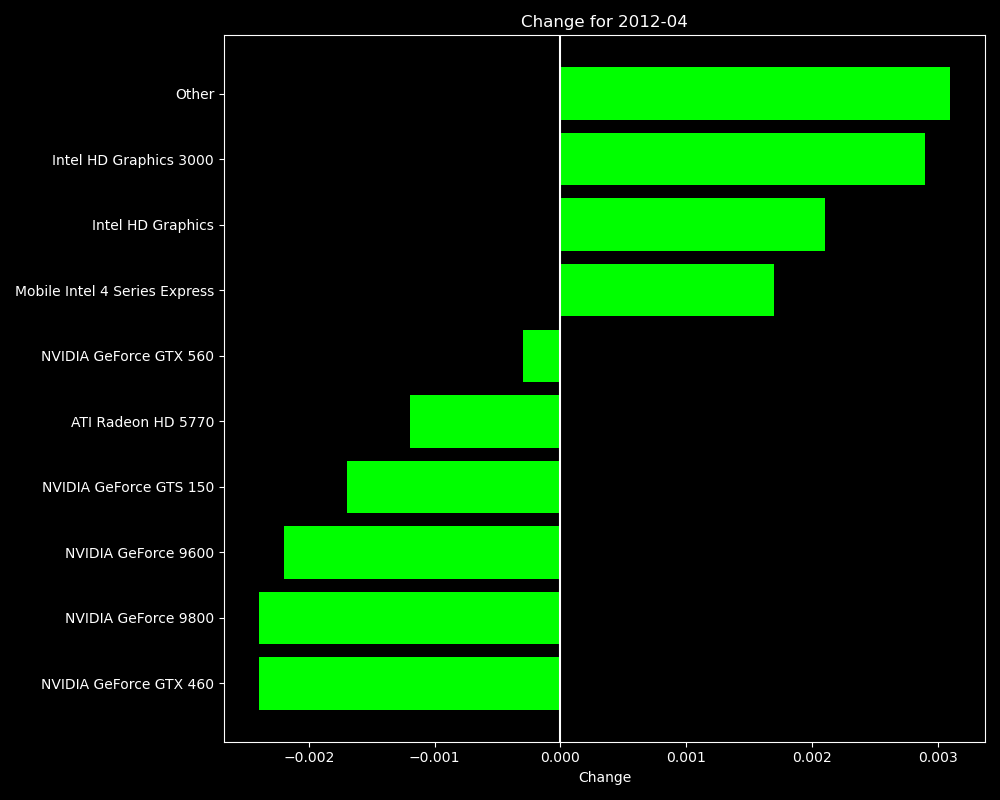 Change for 2012-04
Other
Intel HD Graphics 3000
Intel HD Graphics
Mobile Intel 4 Series Express
NVIDIA GeForce GTX 560
ATI Radeon HD 5770
NVIDIA GeForce GTS 150
NVIDIA GeForce 9600
NVIDIA GeForce 9800
NVIDIA GeForce GTX 460
−0.002 −0.001 0.000 0.001 0.002 0.003
Change